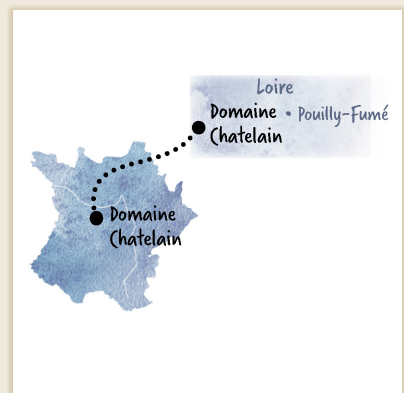 Loire
Domaine
Chatelain
• Pouilly-Fumé
Domaine
Chatelain